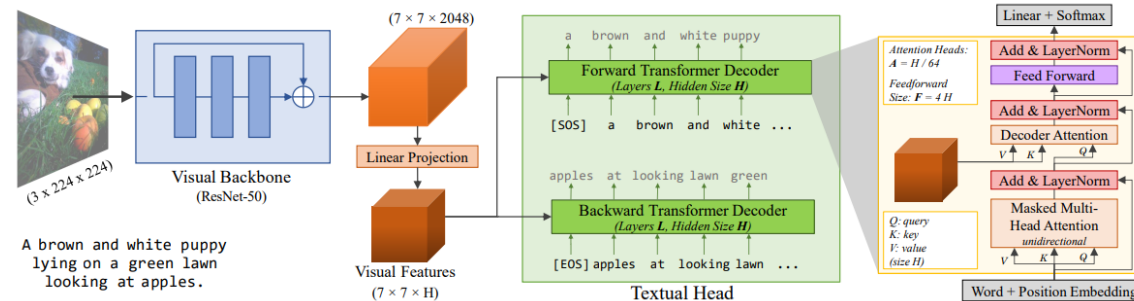 (3 x 224 x 224)
A brown and white puppy
lying on a green lawn
looking at apples.
Visual Backbone
(ResNet-50)
(7 × 7 × 2048)
Linear Projection
Visual Features
(7 × 7 × H)
a brown and white puppy
Forward Transformer Decoder
(Layers L, Hidden Size H)
[SOS] a brown and white ...
apples at looking lawn green
Backward Transformer Decoder
(Layers L, Hidden Size H)
[EOS] apples at looking lawn ...
Textual Head
Linear + Softmax
Attention Heads:
A = H / 64
Feedforward
Size: F = 4 H
Add & LayerNorm
Feed Forward
Add & LayerNorm
Decoder Attention
V K Q
Add & LayerNorm
Masked Multi-
Head Attention
unidirectional
Q: query
K: key
V: value
(size H)
V K Q
Word + Position Embedding